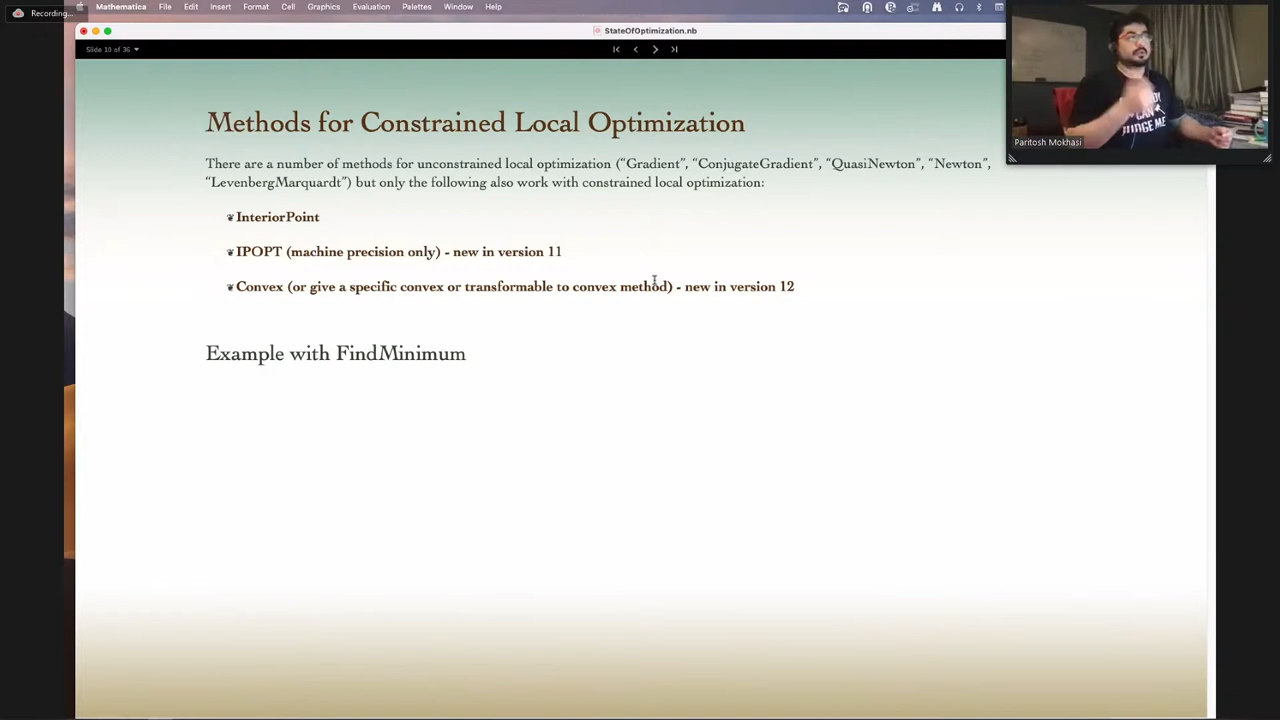 Recording...
Mathematica File Edit Insert Format Cell Graphics Evaluation Palettes Window Help
StateOfOptimization.nb
Slide 10 of 36
Methods for Constrained Local Optimization
There are a number of methods for unconstrained local optimization (“Gradient”, “ConjugateGradient”, “QuasiNewton”, “Newton”,
“LevenbergMarquardt”) but only the following also work with constrained local optimization:
InteriorPoint
IPOPT (machine precision only) - new in version 11
Convex (or give a specific convex or transformable to convex method) - new in version 12
Example with FindMinimum
JUDGE ME
Paritosh Mokhasi